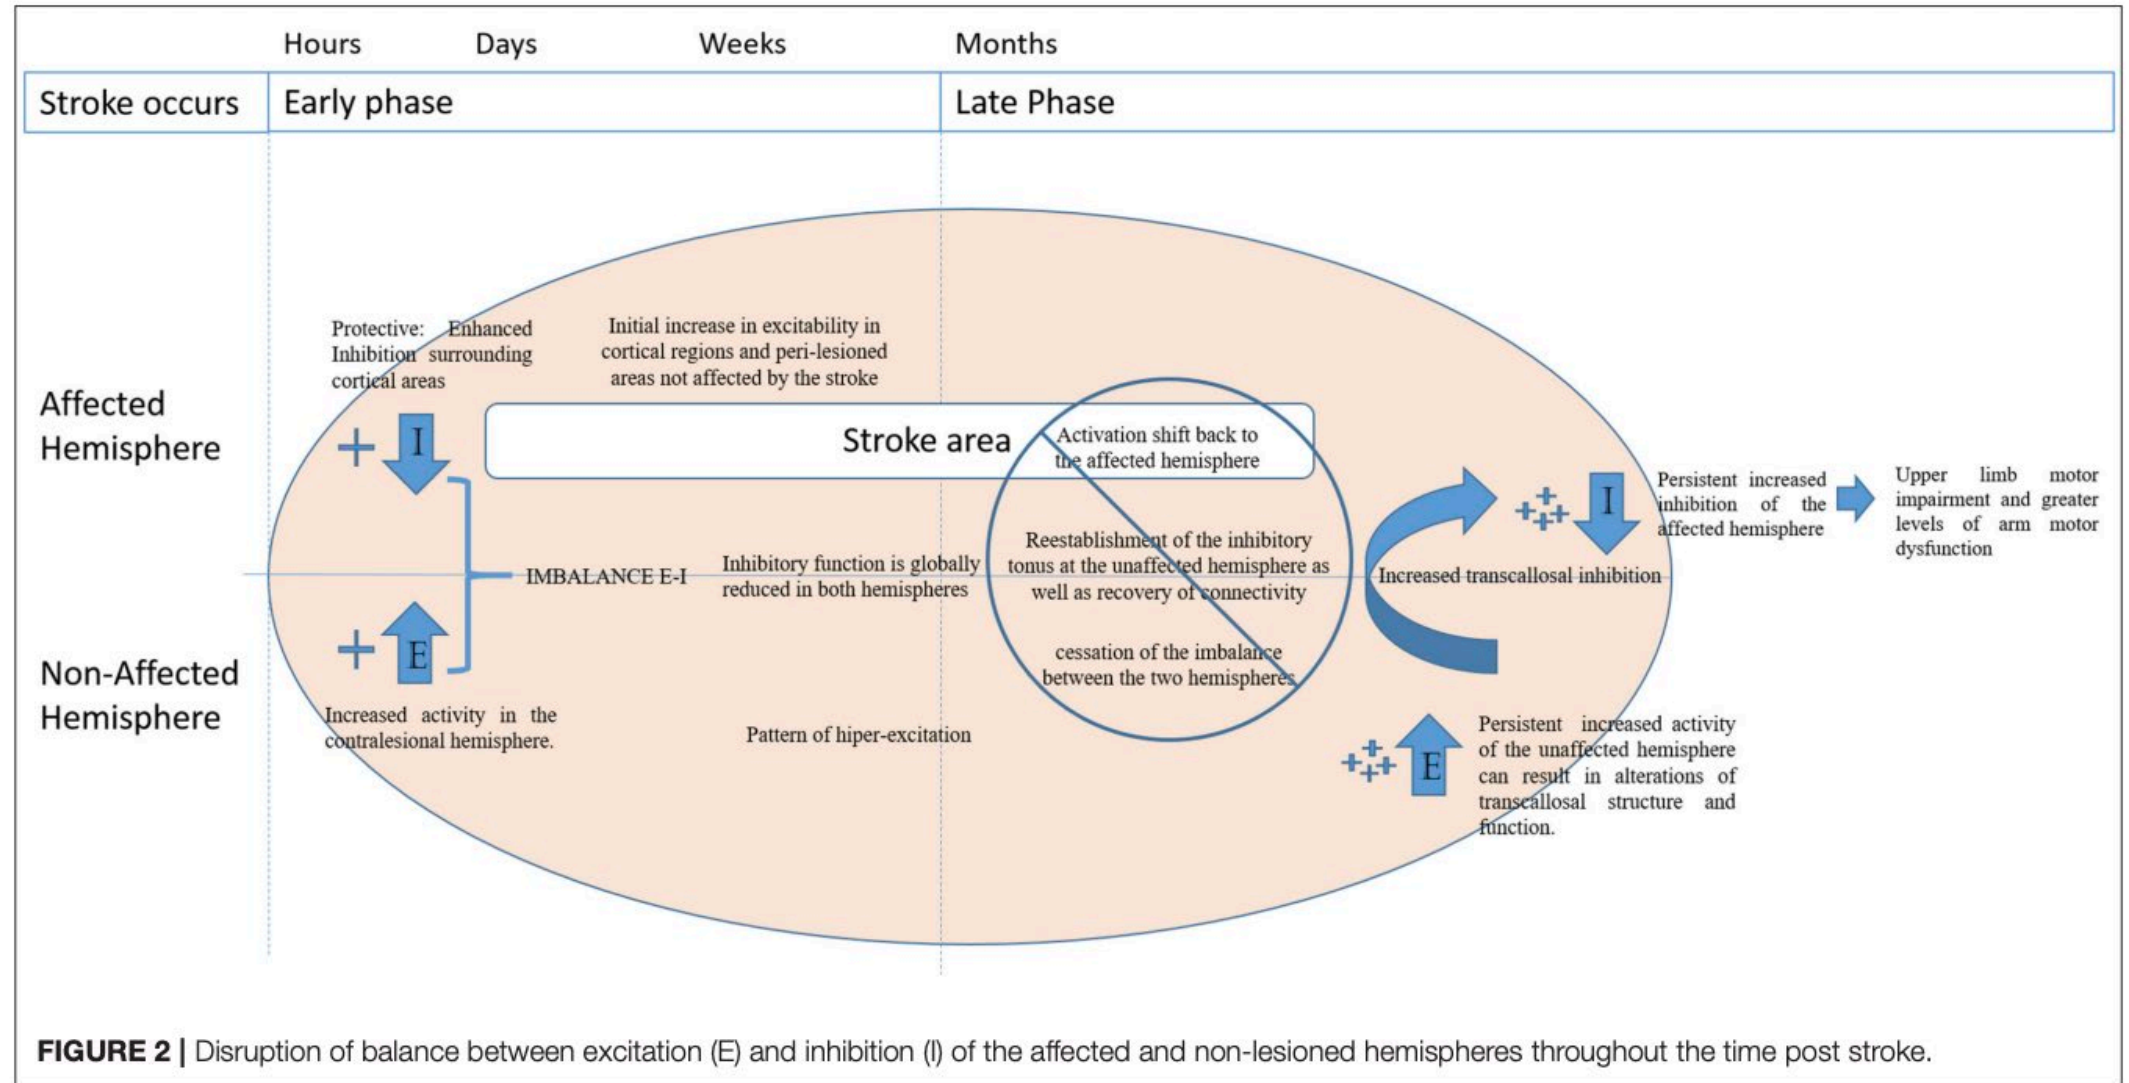 Hours Days Weeks Months
Stroke occurs Early phase Late Phase
Protective: Enhanced
Inhibition surrounding
cortical areas
Initial increase in excitability in
cortical regions and peri-lesioned
areas not affected by the stroke
Affected
Hemisphere
I
Stroke area
Activation shift back to
the affected hemisphere
I
Persistent increased
inhibition of the
affected hemisphere
Upper limb motor
impairment and greater
levels of arm motor
dysfunction
IMBALANCE E-I
Inhibitory function is globally
reduced in both hemispheres
Reestablishment of the inhibitory
tonus at the unaffected hemisphere as
well as recovery of connectivity
Increased transcallosal inhibition
Non-Affected
Hemisphere
E
Increased activity in the
contralesional hemisphere.
Pattern of hiper-excitation
cessation of the imbalance
between the two hemispheres
E
Persistent increased activity
of the unaffected hemisphere
can result in alterations of
transcallosal structure and
function.
FIGURE 2 | Disruption of balance between excitation (E) and inhibition (I) of the affected and non-lesioned hemispheres throughout the time post stroke.